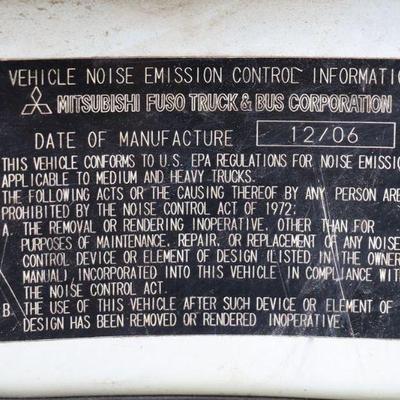 VEHICLE NOISE EMISSION CONTROL INFORMATIO
MITSUBISHI FUSO TRUCK & BUS CORPORATION
DATE OF MANUFACTURE 12/06
THIS VEHICLE CONFORMS TO U.S. EPA REGULATIONS FOR NOISE EMISSIO
APPLICABLE TO MEDIUM AND HEAVY TRUCKS.
THE FOLLOWING ACTS OR THE CAUSING THEREOF BY ANY PERSON ARE
PROHIBITED BY THE NOISE CONTROL ACT OF 1972:
A. THE REMOVAL OR RENDERING INOPERATIVE, OTHER THAN FOR
PURPOSES OF MAINTENANCE, REPAIR, OR REPLACEMENT OF ANY NOISE
CONTROL DEVICE OR ELEMENT OF DESIGN (LISTED IN THE OWNER
MANUAL), INCORPORATED INTO THIS VEHICLE IN COMPLIANCE WITH
THE NOISE CONTROL ACT.
B. THE USE OF THIS VEHICLE AFTER SUCH DEVICE OR ELEMENT OF
DESIGN HAS BEEN REMOVED OR RENDERED INOPERATIVE.